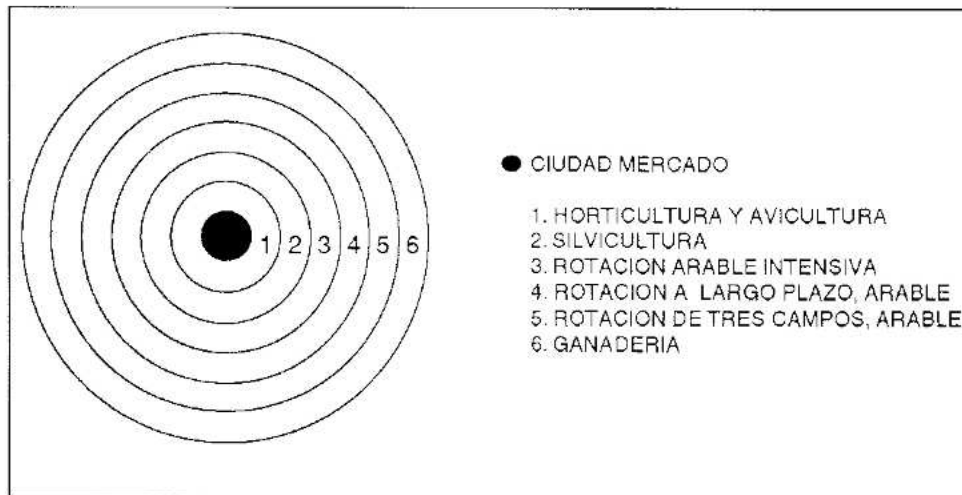 1 2 3 4 5 6
CIUDAD MERCADO
1. HORTICULTURA Y AVICULTURA
2. SILVICULTURA
3. ROTACION ARABLE INTENSIVA
4. ROTACION A LARGO PLAZO, ARABLE
5. ROTACION DE TRES CAMPOS, ARABLE
6. GANADERIA